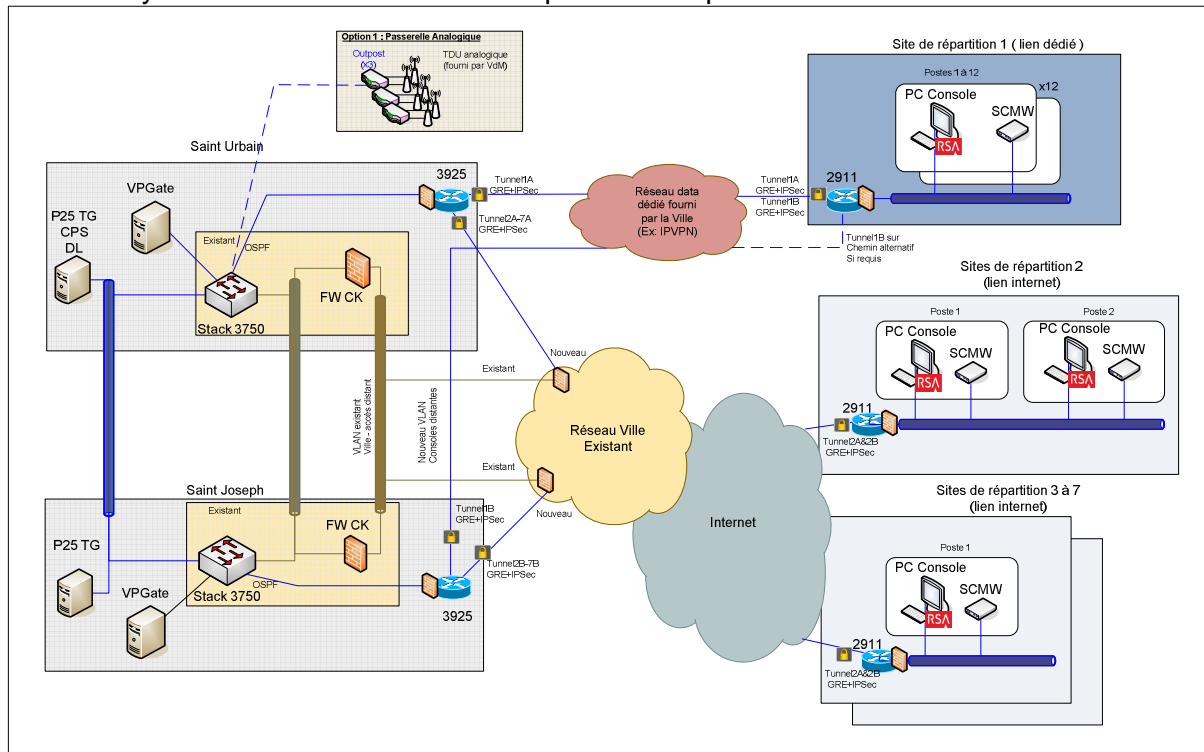 Option 1 : Passerelle Analogique
Outpost
(X3)
TDU analogique
(fourni par VdM)
Site de répartition 1 ( lien dédié )
Postes 1 à 12
x12
PC Console
SCMW
RSA
2911
Tunnel1A
GRE+IPSec
Tunnel1B
GRE+IPSec
Tunnel1B sur
Chemin alternatif
Si requis
Réseau data
dédié fourni
par la Ville
(Ex: IPVPN)
Saint Urbain
VPGate
P25 TG
CPS
DL
Existant
OSPF
FW CK
Stack 3750
3925
Tunnel1A
GRE+IPSec
Tunnel2A-7A
GRE+IPSec
Sites de répartition 2
(lien internet)
Poste 1
PC Console
SCMW
RSA
Poste 2
PC Console
SCMW
RSA
2911
Tunnel2A&2B
GRE+IPSec
Nouveau
Existant
VLAN existant
Ville - accès distant
Nouveau VLAN
Consoles distantes
Réseau Ville
Existant
Existant
Nouveau
Internet
Saint Joseph
Existant
FW CK
P25 TG
OSPF
Stack 3750
VPGate
Tunnel1B
GRE+IPSec
Tunnel2B-7B
GRE+IPSec
3925
Sites de répartition 3 à 7
(lien internet)
Poste 1
PC Console
SCMW
RSA
2911
Tunnel2A&2B
GRE+IPSec